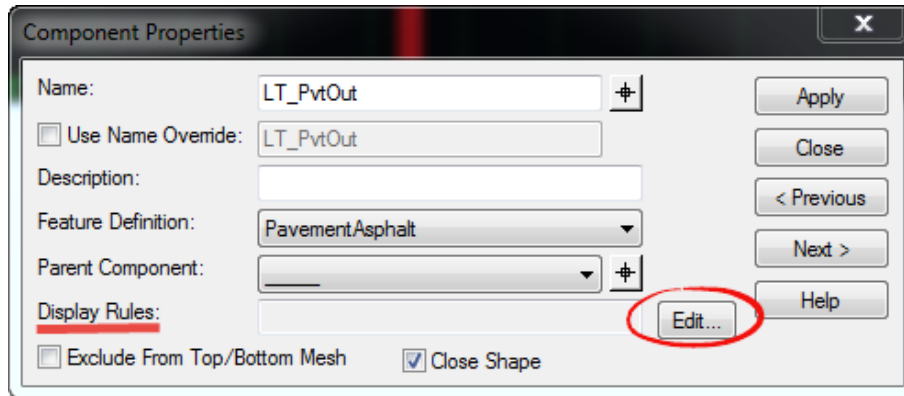 Component Properties
x
Name: LT_PvtOut Apply
Use Name Override: LT_PvtOut Close
Description: < Previous
Feature Definition: PavementAsphalt
Parent Component: _____ Next >
Display Rules: Edit... Help
Exclude From Top/Bottom Mesh Close Shape